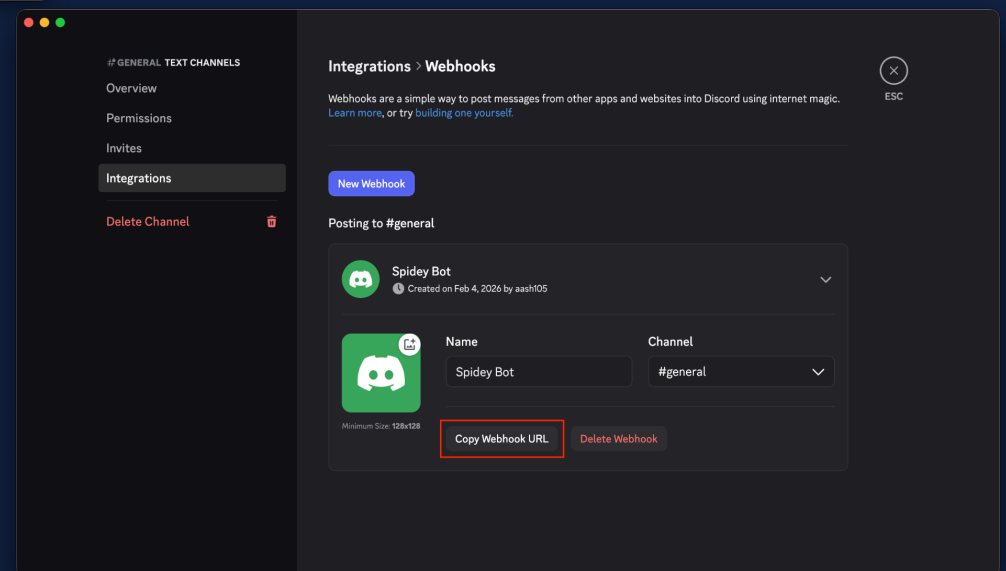 # GENERAL TEXT CHANNELS
Overview
Permissions
Invites
Integrations
Delete Channel
Integrations > Webhooks
ESC
Webhooks are a simple way to post messages from other apps and websites into Discord using internet magic.
Learn more, or try building one yourself.
New Webhook
Posting to #general
Spidey Bot
Created on Feb 4, 2026 by aash105
Name
Channel
Spidey Bot
#general
Minimum Size: 128x128
Copy Webhook URL
Delete Webhook